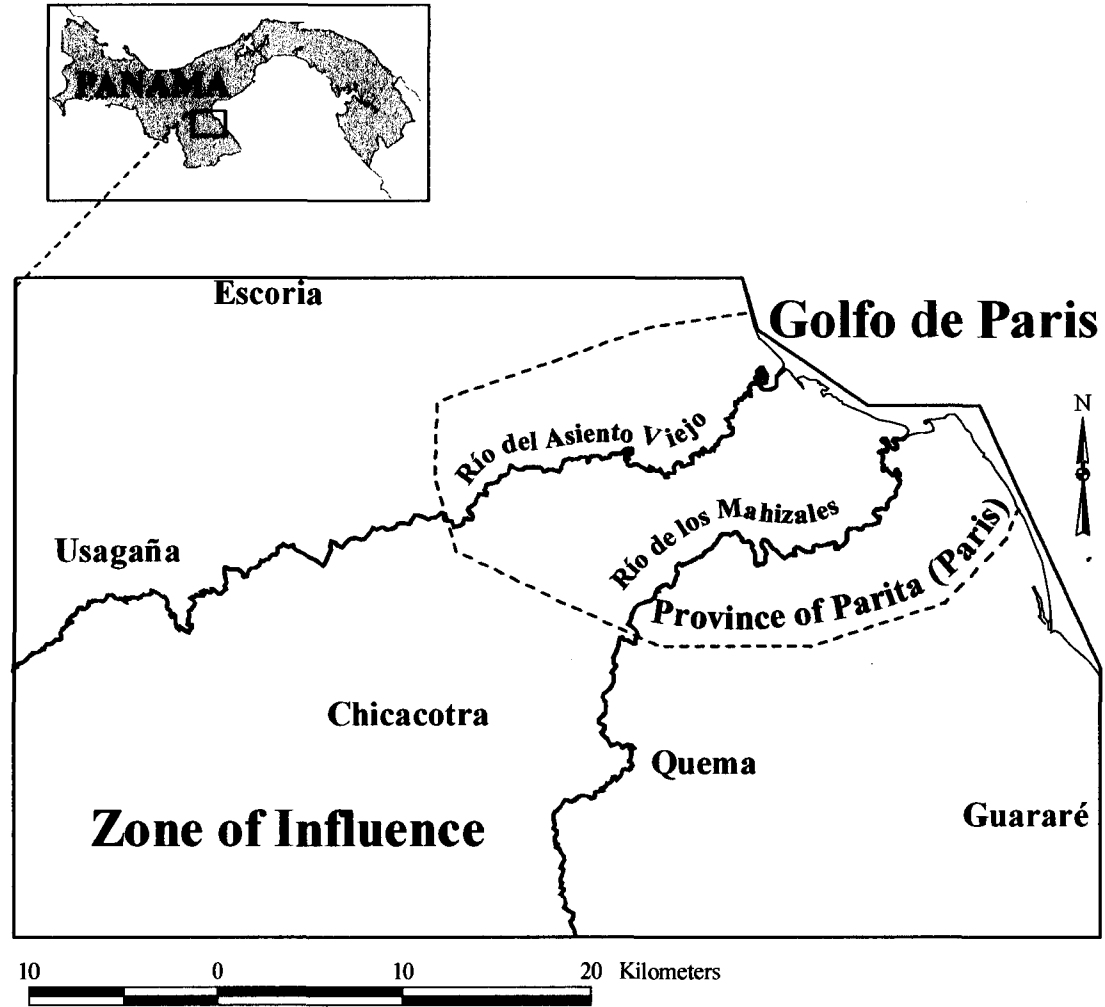 PANAMA
Escoria
Golfo de Paris
N
Río del Asiento Viejo
Río de los Mahizales
Usagaña
Province of Parita (Paris)
Chicacotra
Quema
Zone of Influence
Guararé
10 0 10 20 Kilometers